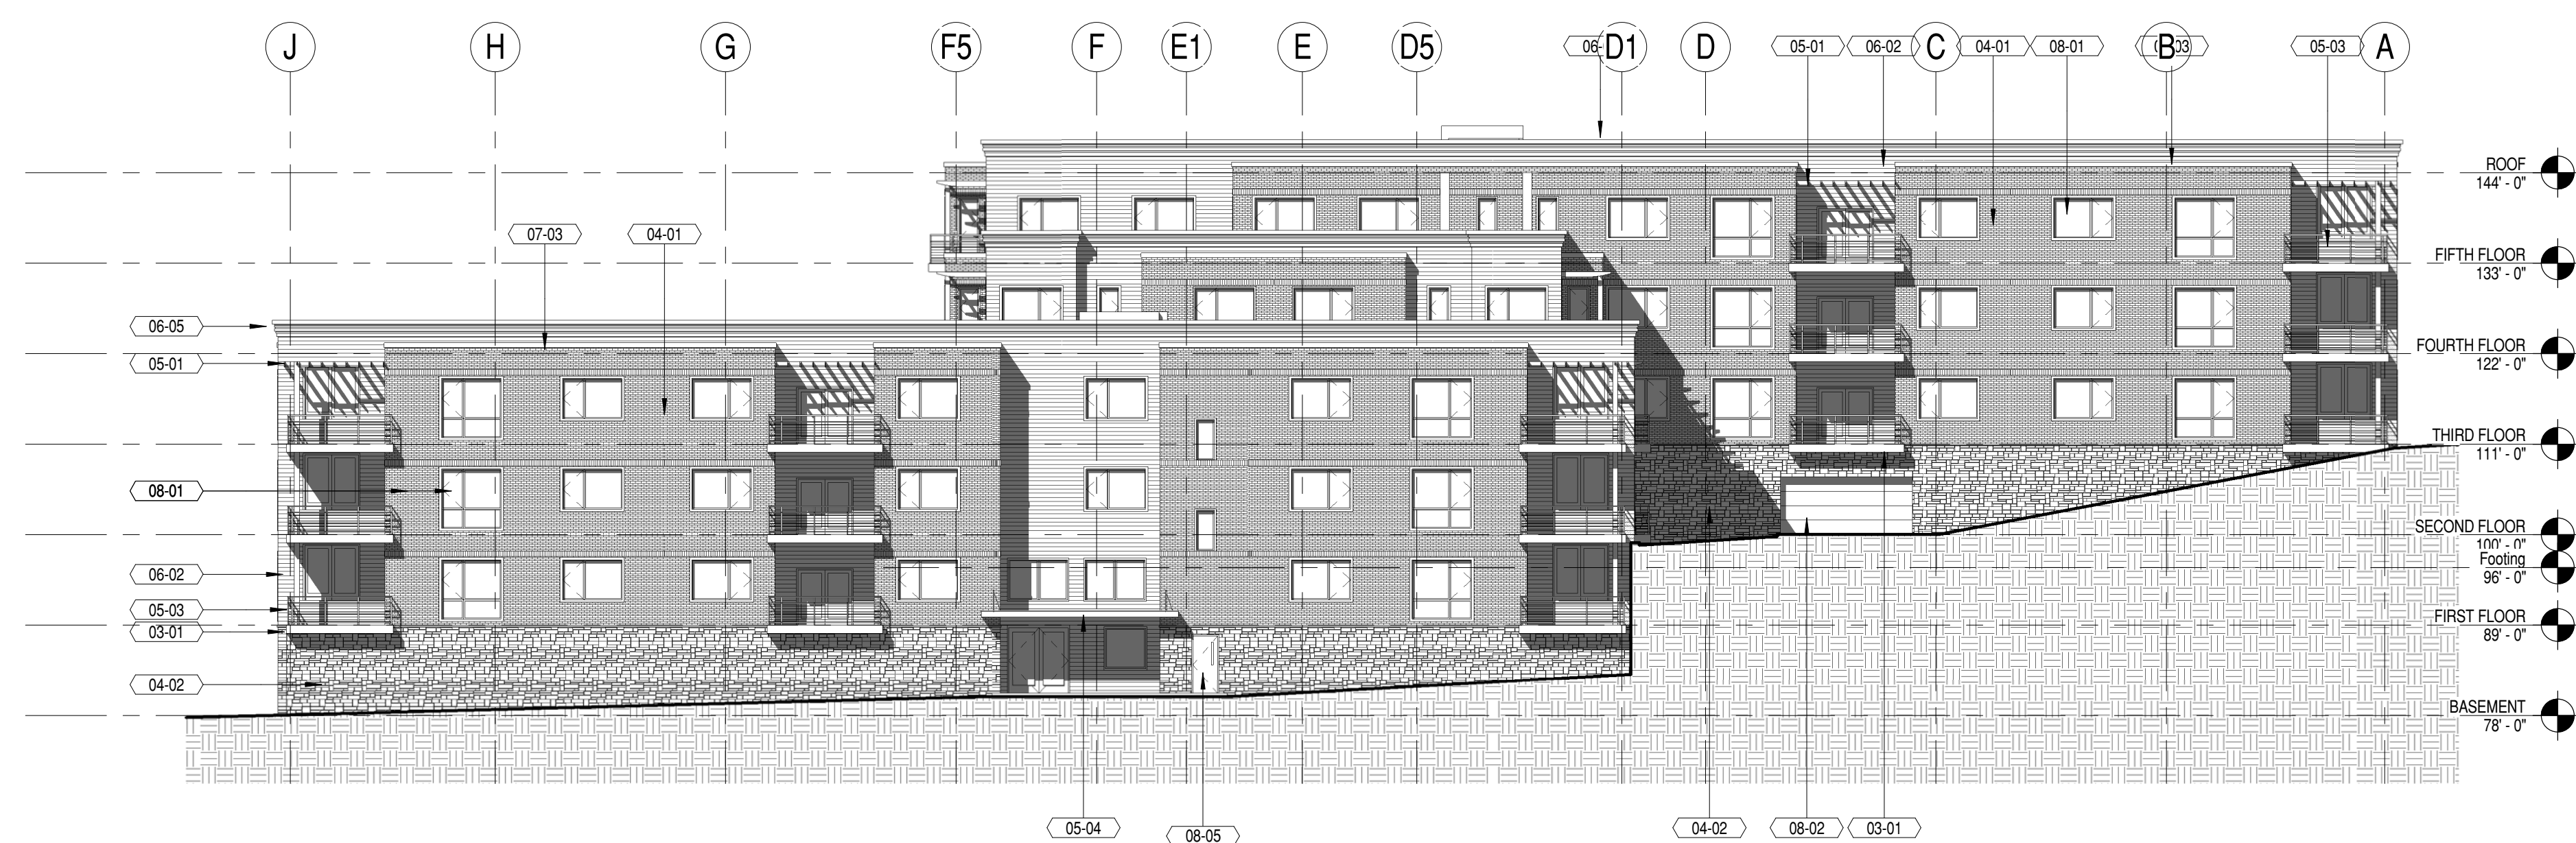 J
H
G
F5
F
E1
E
D5
D1
D
05-01
06-02
C
04-01
08-01
B
05-03
A
ROOF
144' - 0"
07-03
04-01
FIFTH FLOOR
133' - 0"
06-05
FOURTH FLOOR
122' - 0"
05-01
THIRD FLOOR
111' - 0"
08-01
SECOND FLOOR
100' - 0"
Footing
96' - 0"
06-02
05-03
FIRST FLOOR
89' - 0"
03-01
04-02
BASEMENT
78' - 0"
05-04
08-05
04-02
08-02
03-01